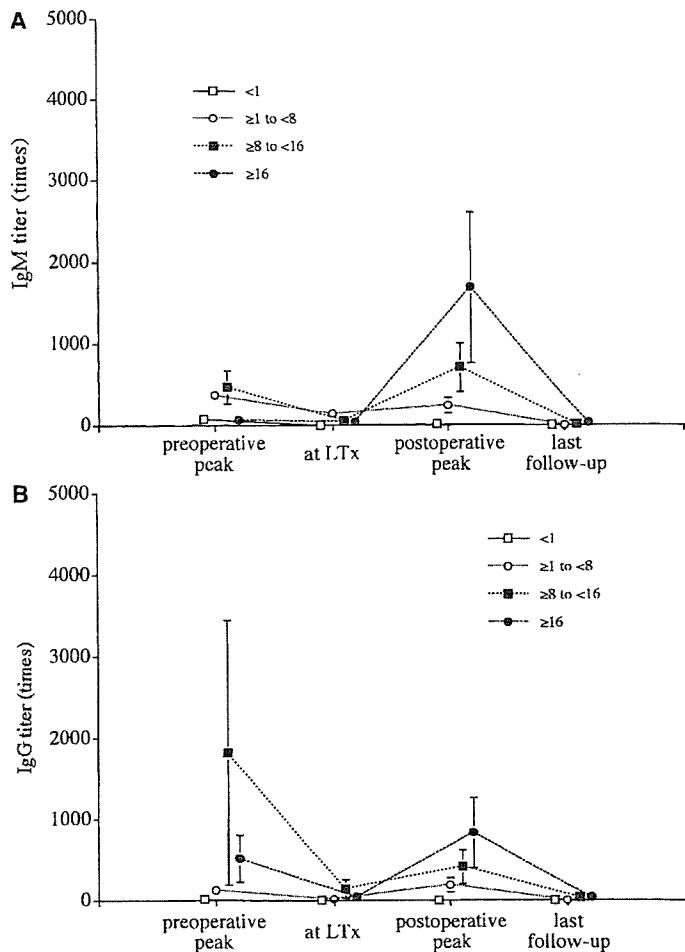 A
5000
4000
3000
2000
1000
0
IgM titer (times)
<1
≥1 to <8
≥8 to <16
≥16
preoperative
peak
at LTx
postoperative
peak
last
follow-up
B
5000
4000
3000
2000
1000
0
IgG titer (times)
<1
≥1 to <8
≥8 to <16
≥16
preoperative
peak
at LTx
postoperative
peak
last
follow-up